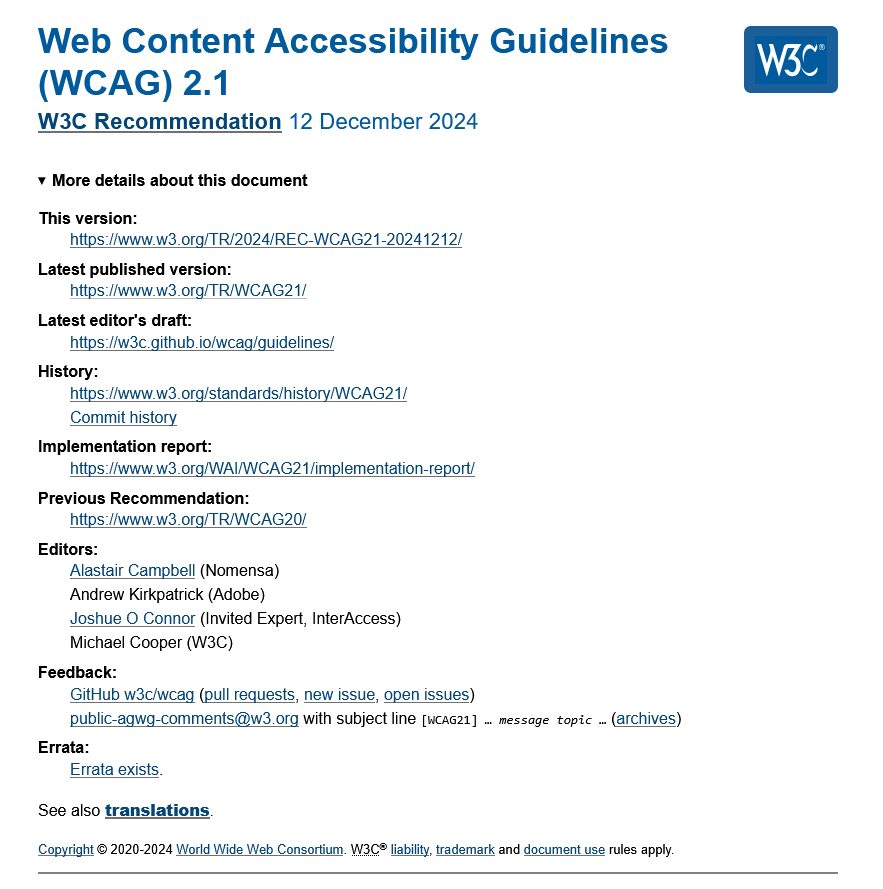 Web Content Accessibility Guidelines
(WCAG) 2.1
W3C®
W3C Recommendation 12 December 2024
▼ More details about this document
This version:
https://www.w3.org/TR/2024/REC-WCAG21-20241212/
Latest published version:
https://www.w3.org/TR/WCAG21/
Latest editor's draft:
https://w3c.github.io/wcag/guidelines/
History:
https://www.w3.org/standards/history/WCAG21/
Commit history
Implementation report:
https://www.w3.org/WAI/WCAG21/implementation-report/
Previous Recommendation:
https://www.w3.org/TR/WCAG20/
Editors:
Alastair Campbell (Nomensa)
Andrew Kirkpatrick (Adobe)
Joshue O Connor (Invited Expert, InterAccess)
Michael Cooper (W3C)
Feedback:
GitHub w3c/wcag (pull requests, new issue, open issues)
public-agwg-comments@w3.org with subject line [WCAG21] … message topic … (archives)
Errata:
Errata exists.
See also translations.
Copyright © 2020-2024 World Wide Web Consortium. W3C® liability, trademark and document use rules apply.